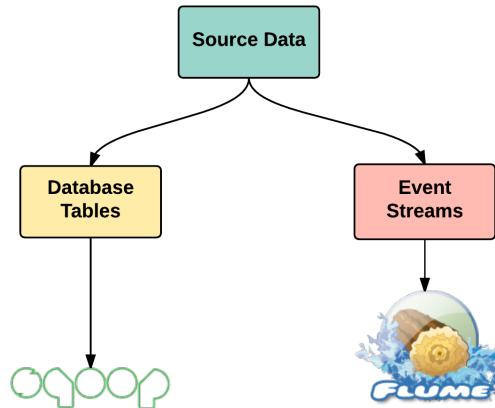 Source Data
Database
Tables
Event
Streams
sqoop
FLUME